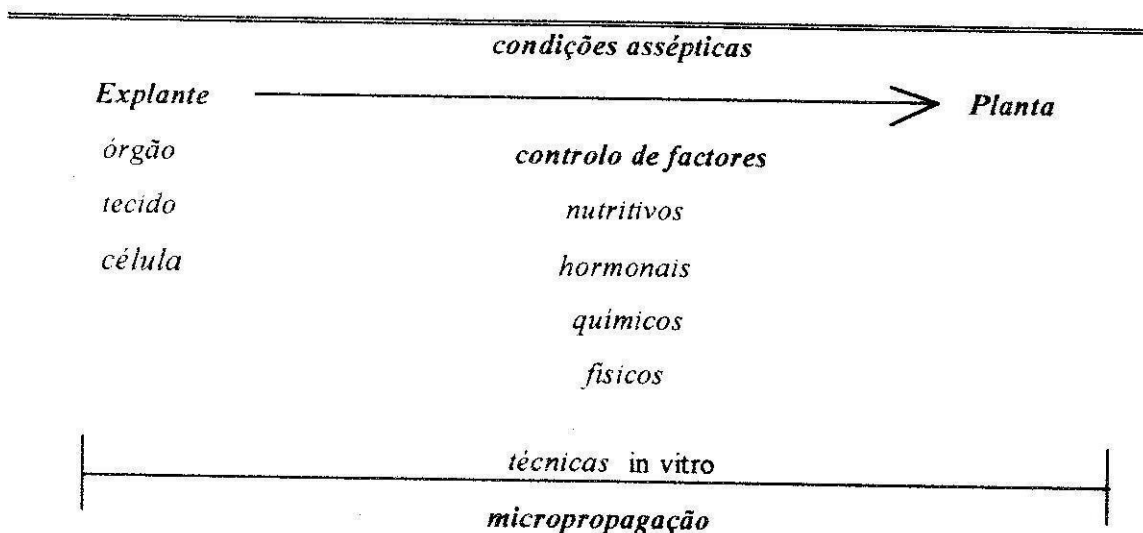 condições assépticas
Explante Planta
órgão controlo de factores
tecido nutritivos
célula hormonais
químicos
físicos
técnicas in vitro
micropropagação